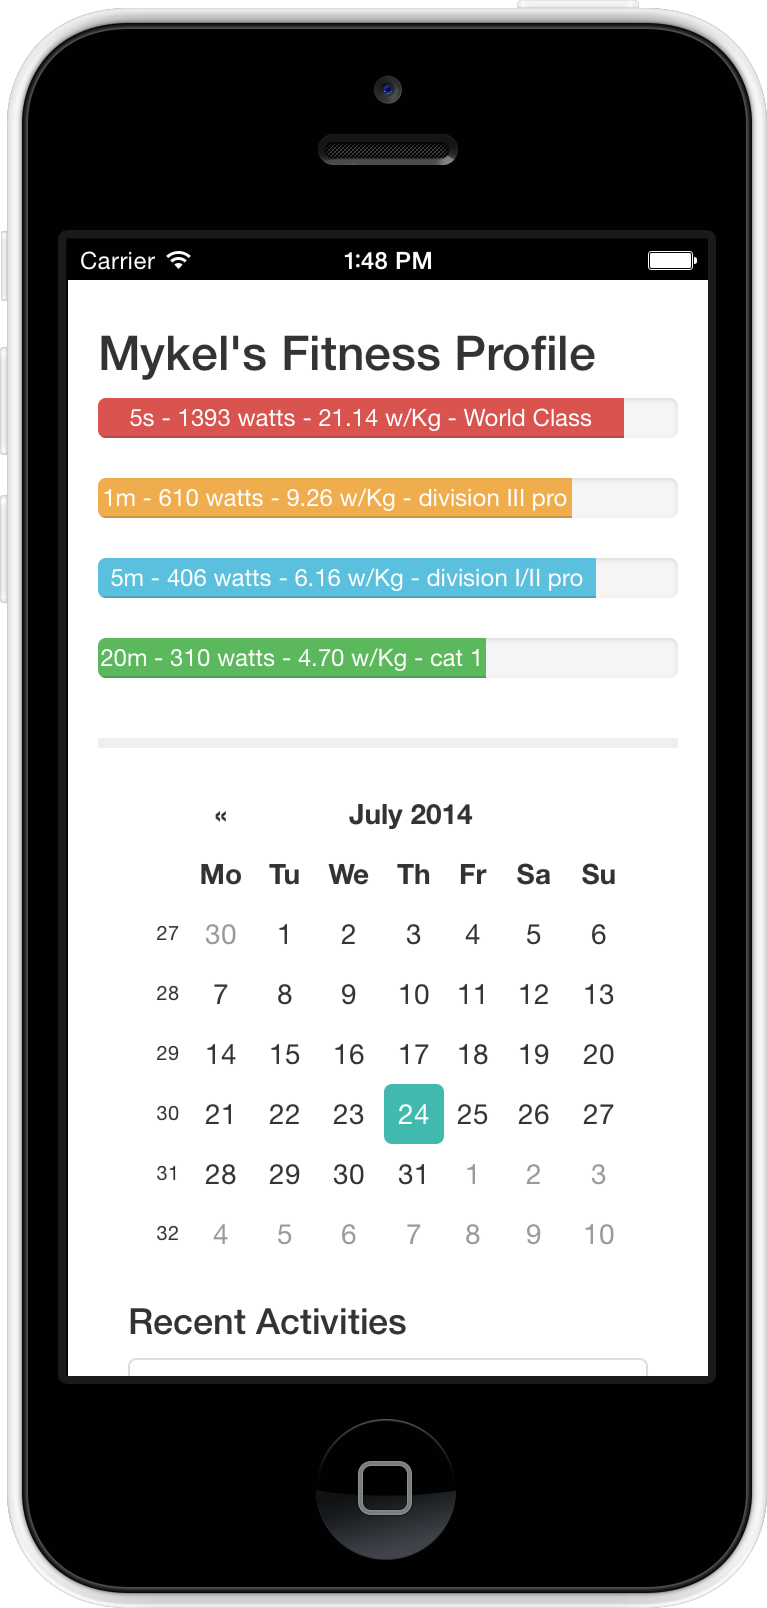 Carrier 1:48 PM
Mykel's Fitness Profile
5s - 1393 watts - 21.14 w/Kg - World Class
1m - 610 watts - 9.26 w/Kg - division III pro
5m - 406 watts - 6.16 w/Kg - division I/II pro
20m - 310 watts - 4.70 w/Kg - cat 1
« July 2014
Mo Tu We Th Fr Sa Su
27 30 1 2 3 4 5 6
28 7 8 9 10 11 12 13
29 14 15 16 17 18 19 20
30 21 22 23 24 25 26 27
31 28 29 30 31 1 2 3
32 4 5 6 7 8 9 10
Recent Activities